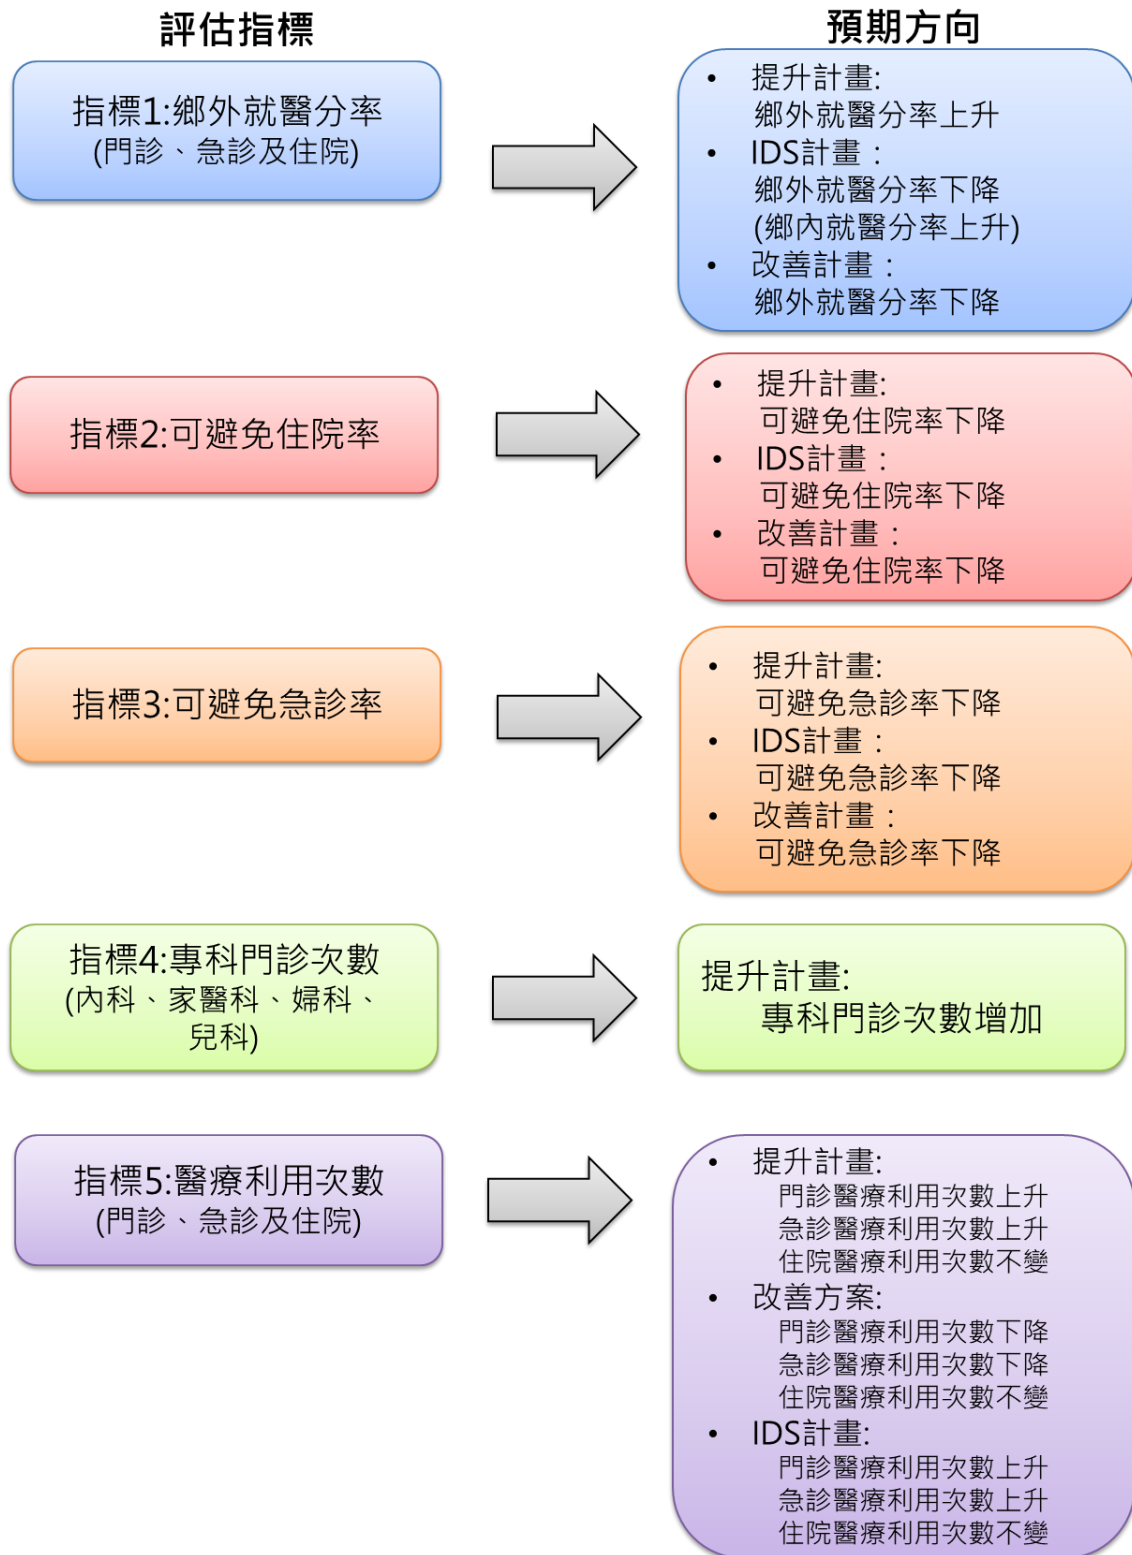 評估指標
預期方向
指標1:鄉外就醫分率
(門診、急診及住院)
• 提升計畫:
鄉外就醫分率上升
• IDS計畫：
鄉外就醫分率下降
(鄉內就醫分率上升)
• 改善計畫：
鄉外就醫分率下降
指標2:可避免住院率
• 提升計畫:
可避免住院率下降
• IDS計畫：
可避免住院率下降
• 改善計畫：
可避免住院率下降
指標3:可避免急診率
• 提升計畫:
可避免急診率下降
• IDS計畫：
可避免急診率下降
• 改善計畫：
可避免急診率下降
指標4:專科門診次數
(內科、家醫科、婦科、
兒科)
提升計畫:
專科門診次數增加
指標5:醫療利用次數
(門診、急診及住院)
• 提升計畫:
門診醫療利用次數上升
急診醫療利用次數上升
住院醫療利用次數不變
• 改善方案:
門診醫療利用次數下降
急診醫療利用次數下降
住院醫療利用次數不變
• IDS計畫:
門診醫療利用次數上升
急診醫療利用次數上升
住院醫療利用次數不變